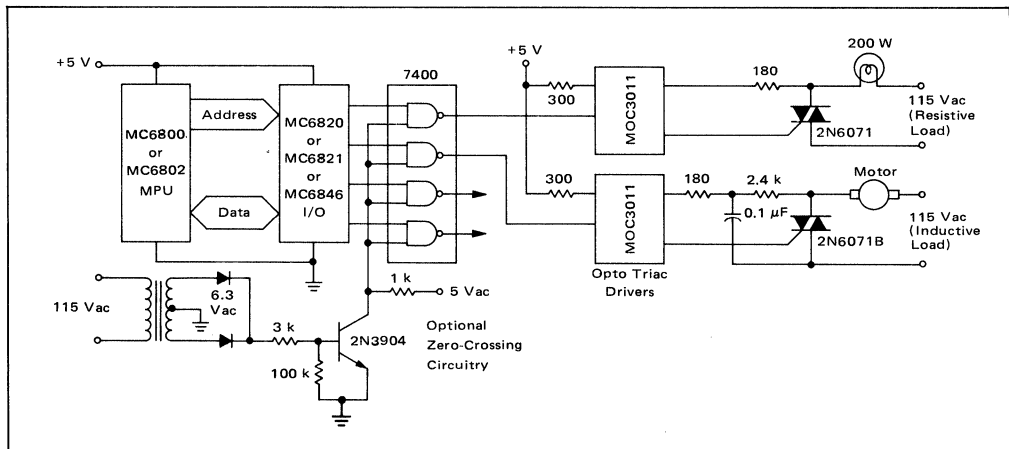 +5 V
MC6800
or
MC6802
MPU
Address
Data
MC6820
or
MC6821
or
MC6846
I/O
7400
+5 V
300
MOC3011
180
200 W
2N6071
115 Vac
(Resistive
Load)
300
MOC3011
Opto Triac
Drivers
180
2.4 k
0.1 µF
Motor
2N6071B
115 Vac
(Inductive
Load)
115 Vac
6.3
Vac
3 k
100 k
2N3904
1 k
5 Vac
Optional
Zero-Crossing
Circuitry